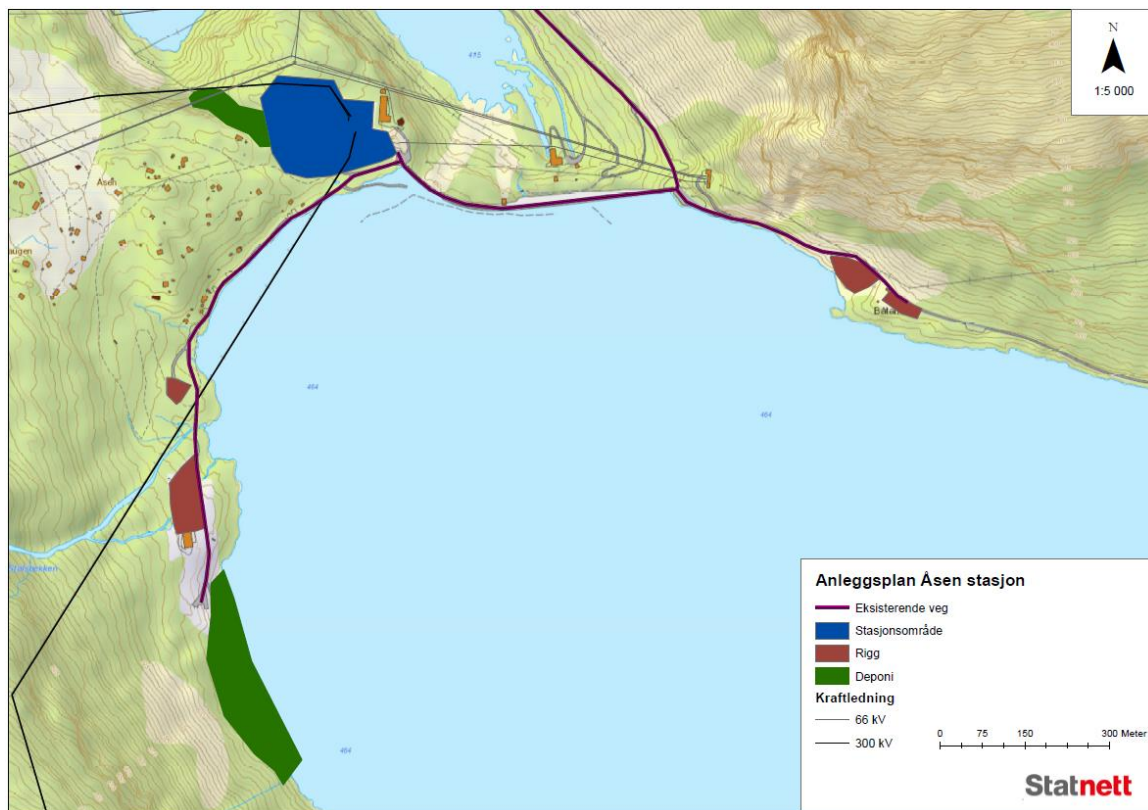 N
1:5 000
495
Åsen
464
464
464
Anleggsplan Åsen stasjon
Eksisterende veg
Stasjonsområde
Rigg
Deponi
Kraftledning
66 kV
300 kV
0 75 150 300 Meter
Statnett